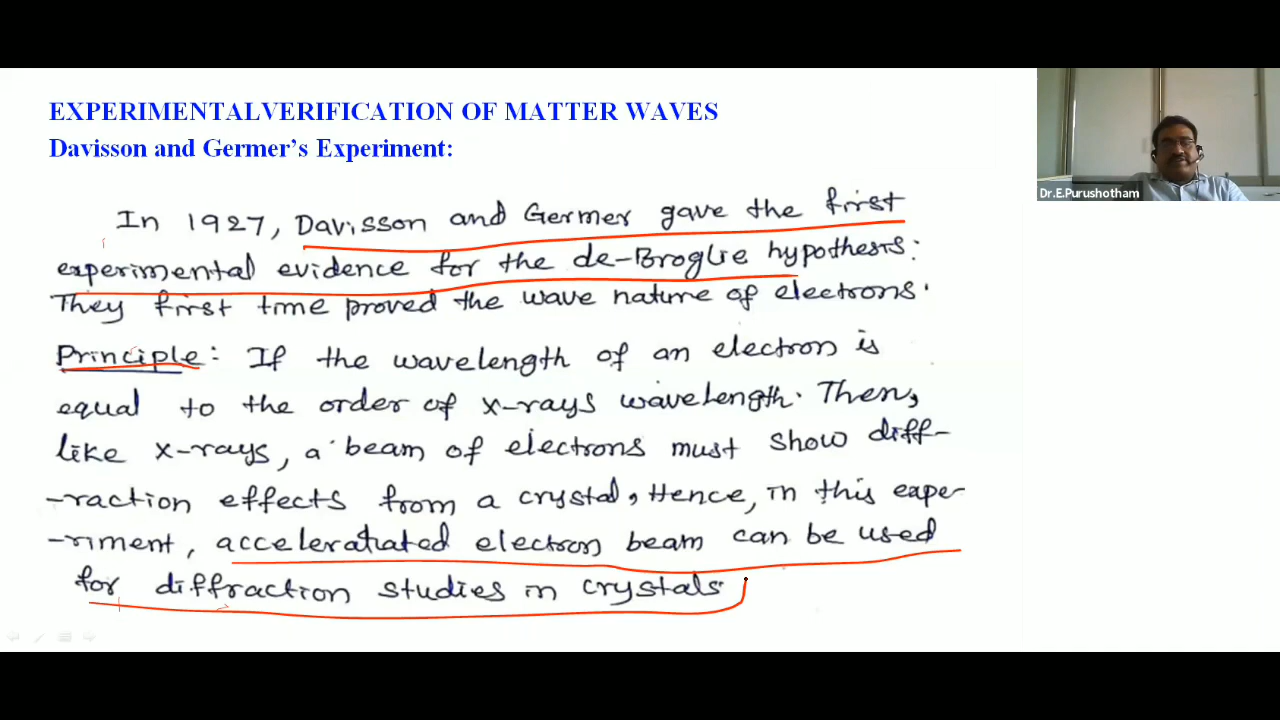 EXPERIMENTALVERIFICATION OF MATTER WAVES
Davisson and Germer's Experiment:
In 1927, Davisson and Germer gave the first
experimental evidence for the de-Broglie hypothesis.
They first time proved the wave nature of electrons.
Principle: If the wavelength of an electron is
equal to the order of x-rays wavelength. Then,
like x-rays, a beam of electrons must show diff-
-raction effects from a crystal, Hence, in this expe-
-riment, acceleratrated electron beam can be used
for diffraction studies in crystals.
Dr.E.Purushotham